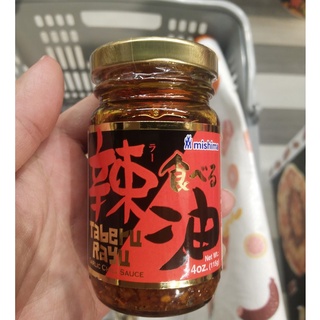 mishima
食べる
辣油
ラー
Taberu
Rayu
SAUCE
Net Wt.
4oz. (115g)